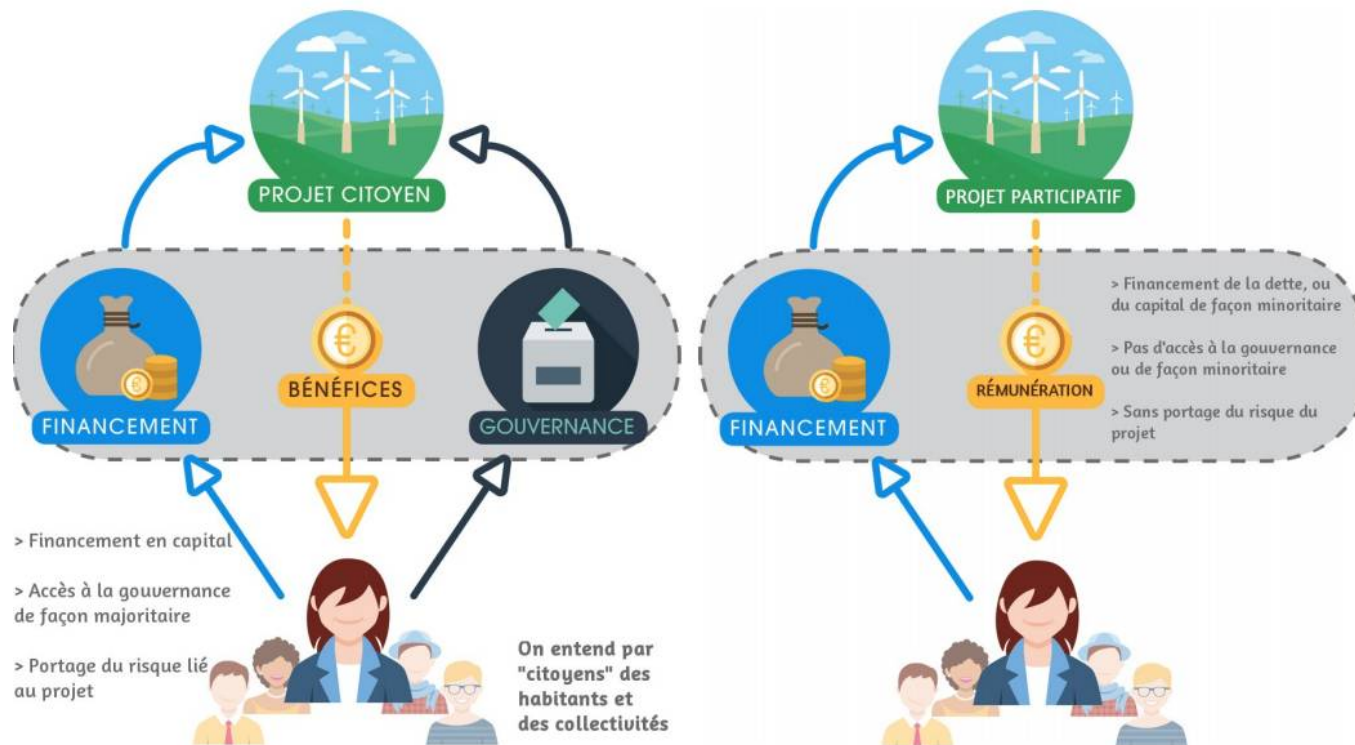 PROJET CITOYEN
FINANCEMENT
BÉNÉFICES
GOUVERNANCE
> Financement en capital
> Accès à la gouvernance
de façon majoritaire
> Portage du risque lié
au projet
On entend par
"citoyens" des
habitants et
des collectivités
PROJET PARTICIPATIF
FINANCEMENT
RÉMUNÉRATION
> Financement de la dette, ou
du capital de façon minoritaire
> Pas d'accès à la gouvernance
ou de façon minoritaire
> Sans portage du risque du
projet